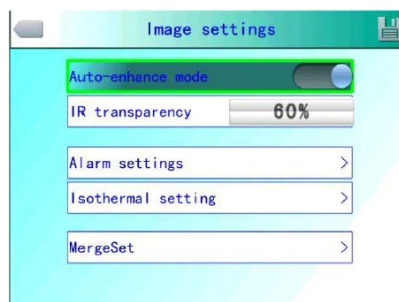 Image settings
Auto-enhance mode
IR transparency 60%
Alarm settings >
Isothermal setting >
MergeSet >